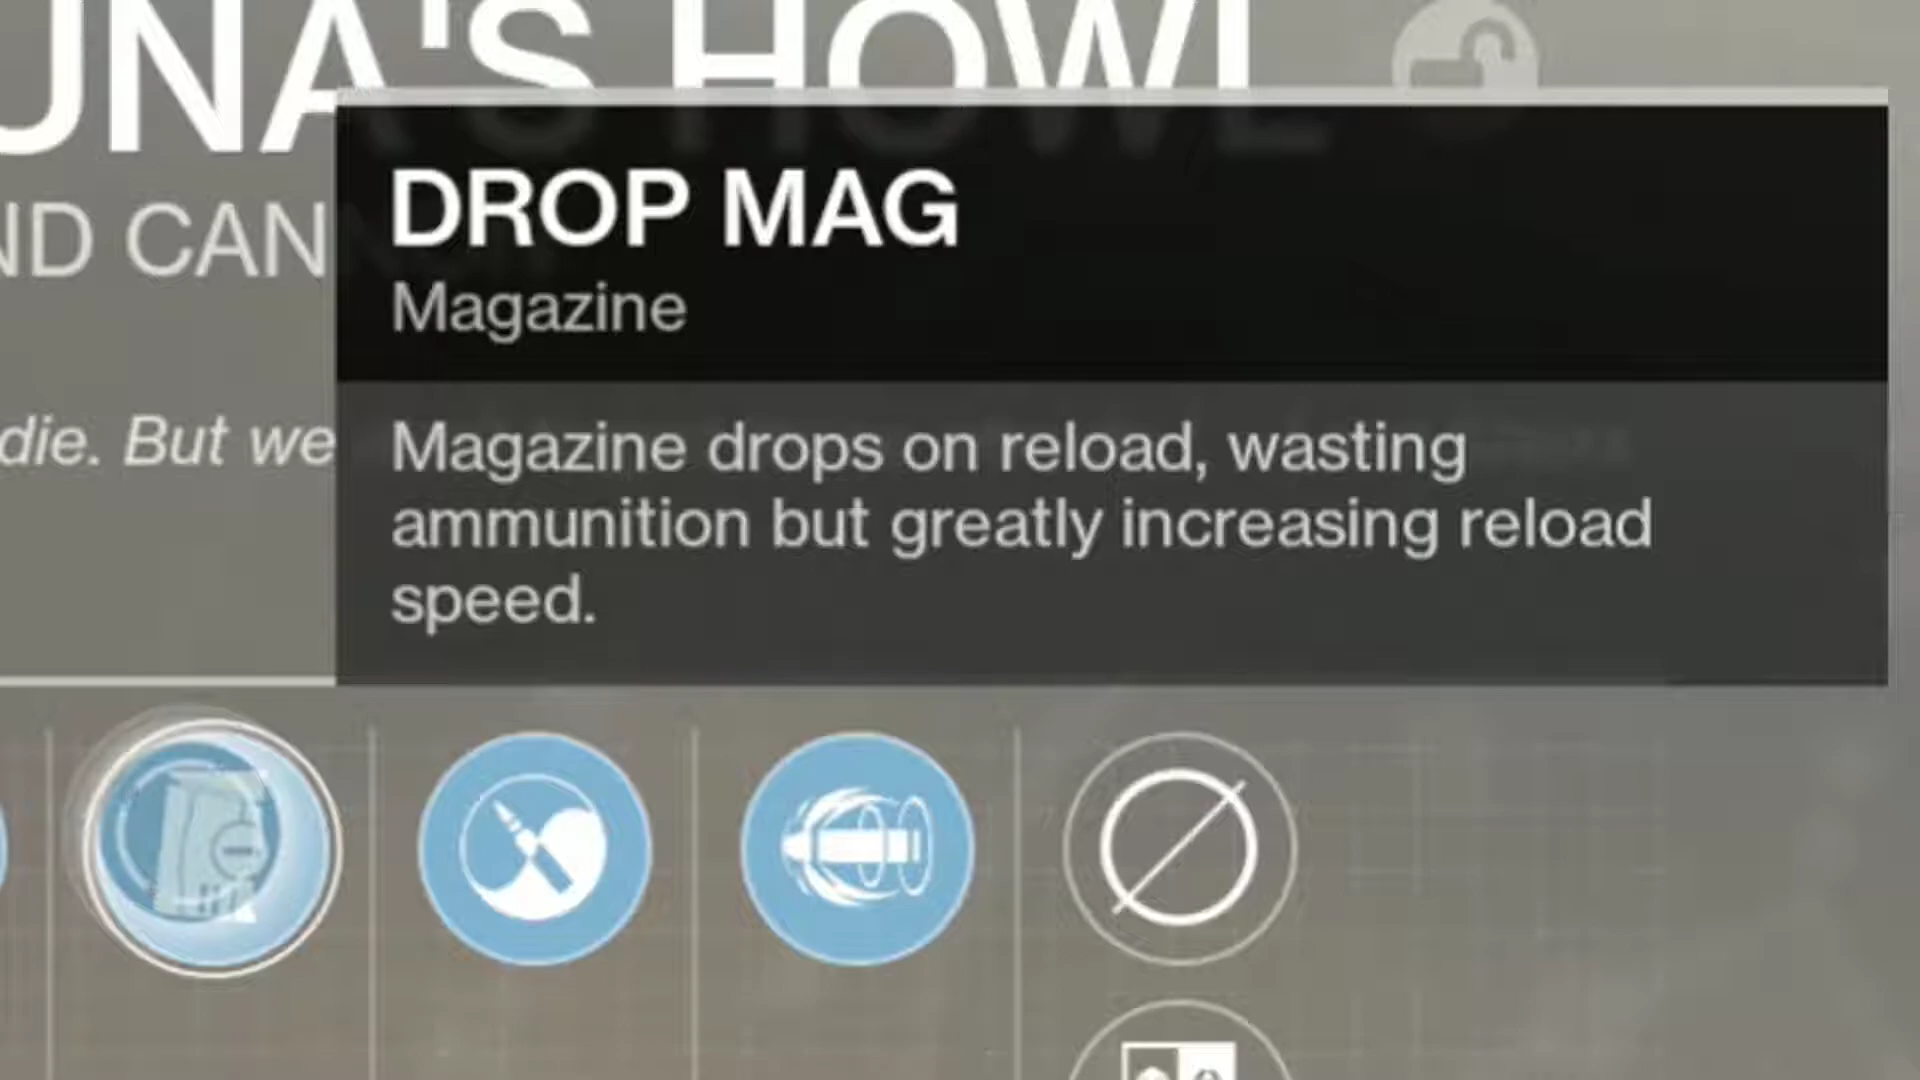 UNA'S HOWL
DROP MAG
ND CAN
Magazine
die. But we
Magazine drops on reload, wasting
ammunition but greatly increasing reload
speed.